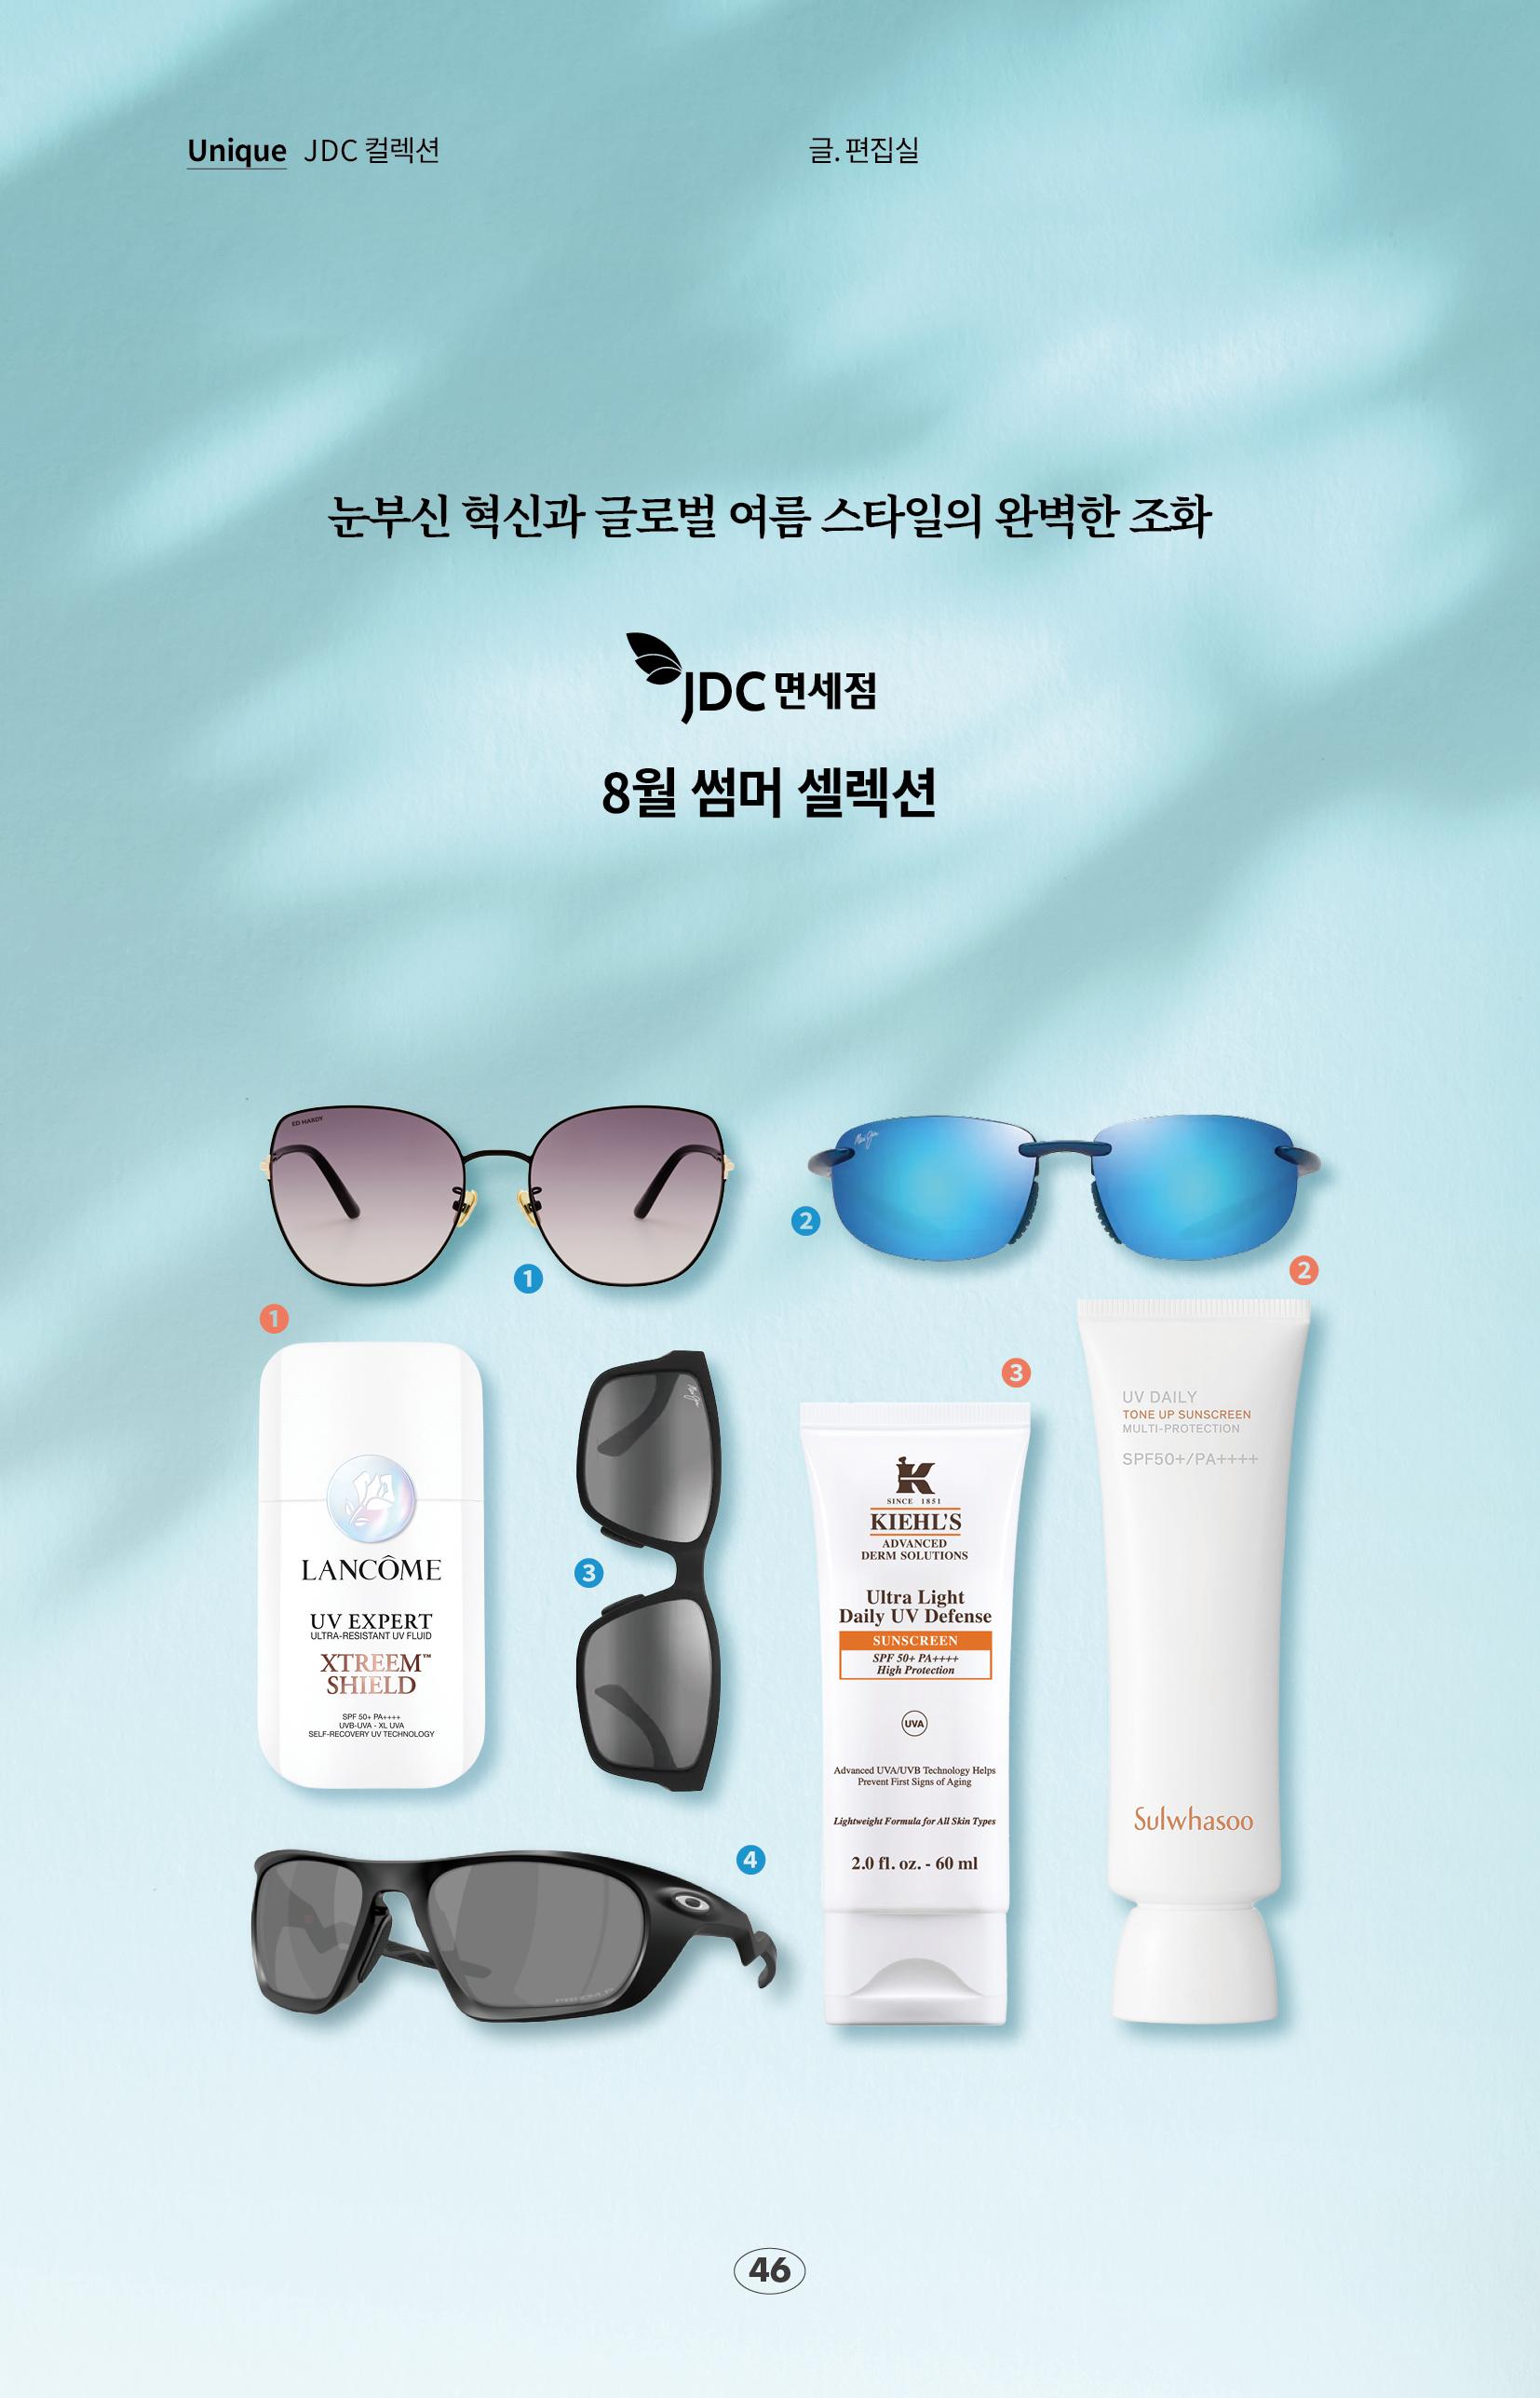 Unique JDC 컬렉션
글. 편집실
눈부신 혁신과 글로벌 여름 스타일의 완벽한 조화
JDC 면세점
8월 썸머 셀렉션
ED HARDY
Maui Jim
1
2
1
2
LANCÔME
UV EXPERT
ULTRA-RESISTANT UV FLUID
XTREEM™
SHIELD
SPF 50+ PA++++
UVB-UVA - XL UVA
SELF-RECOVERY UV TECHNOLOGY
3
3
K
SINCE 1851
KIEHL'S
ADVANCED
DERM SOLUTIONS
Ultra Light
Daily UV Defense
SUNSCREEN
SPF 50+ PA++++
High Protection
UVA
Advanced UVA/UVB Technology Helps
Prevent First Signs of Aging
Lightweight Formula for All Skin Types
2.0 fl. oz. - 60 ml
UV DAILY
TONE UP SUNSCREEN
MULTI-PROTECTION
SPF50+/PA++++
Sulwhasoo
4
46